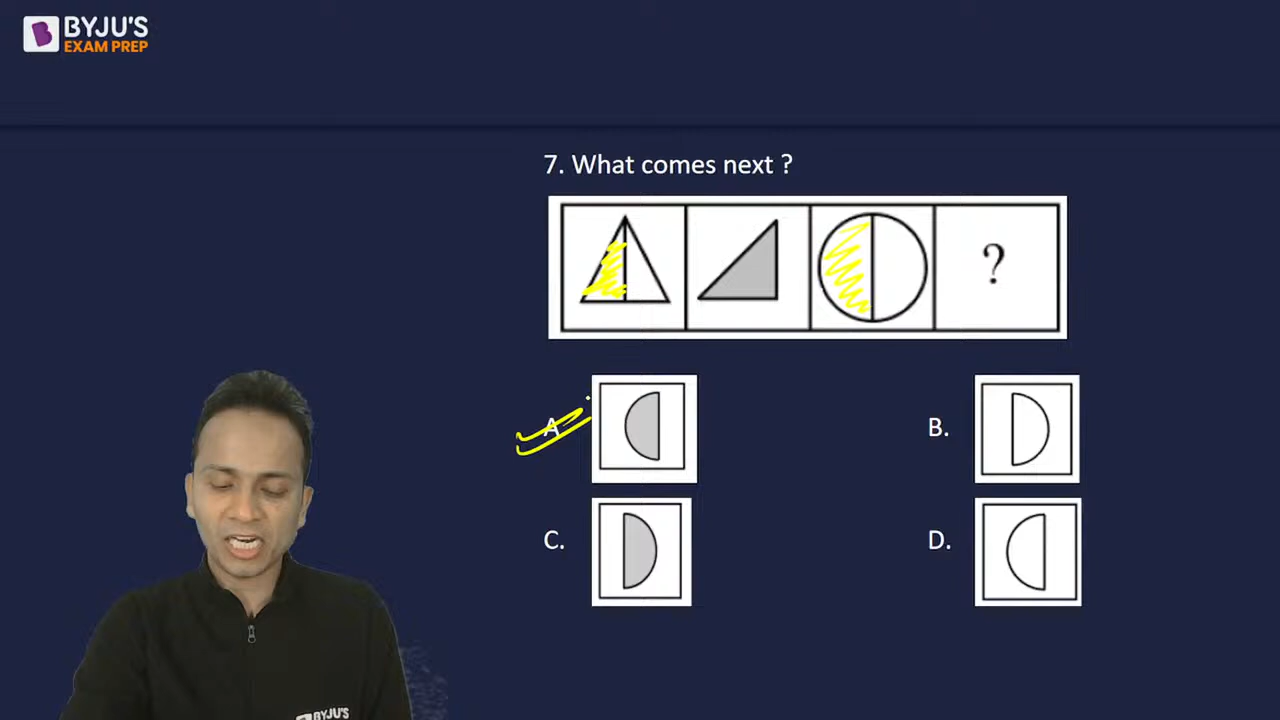 BYJU'S
EXAM PREP
7. What comes next ?
?
A
B.
C.
D.
BYJU'S